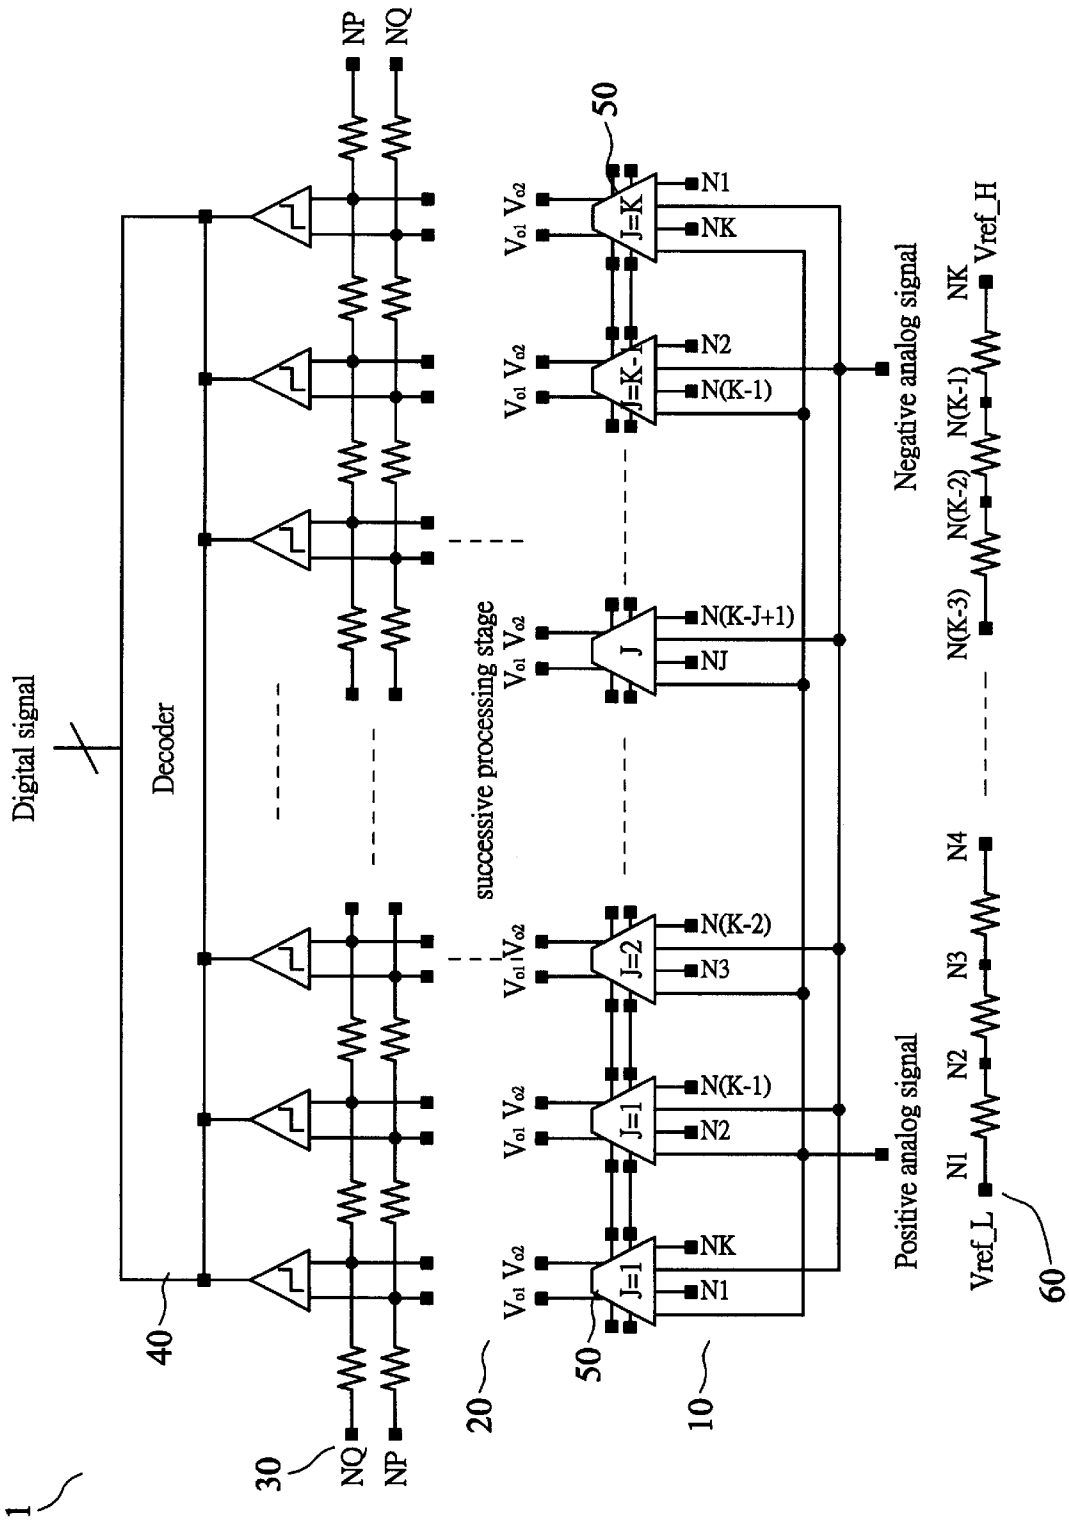 1
Digital signal
40
Decoder
30
NQ
NP
NP
NQ
20
successive processing stage
Vo1 Vo2
Vo1 Vo2
Vo1 Vo2
Vo1 Vo2
Vo1 Vo2
Vo1 Vo2
50
50
J=1
J=1
J=2
J
J=K-1
J=K
10
N1
NK
N2
N(K-1)
N3
N(K-2)
NJ
N(K-J+1)
N(K-1)
N2
NK
N1
Positive analog signal
Negative analog signal
N1
N2
N3
N4
N(K-3)
N(K-2)
N(K-1)
NK
Vref_L
Vref_H
60